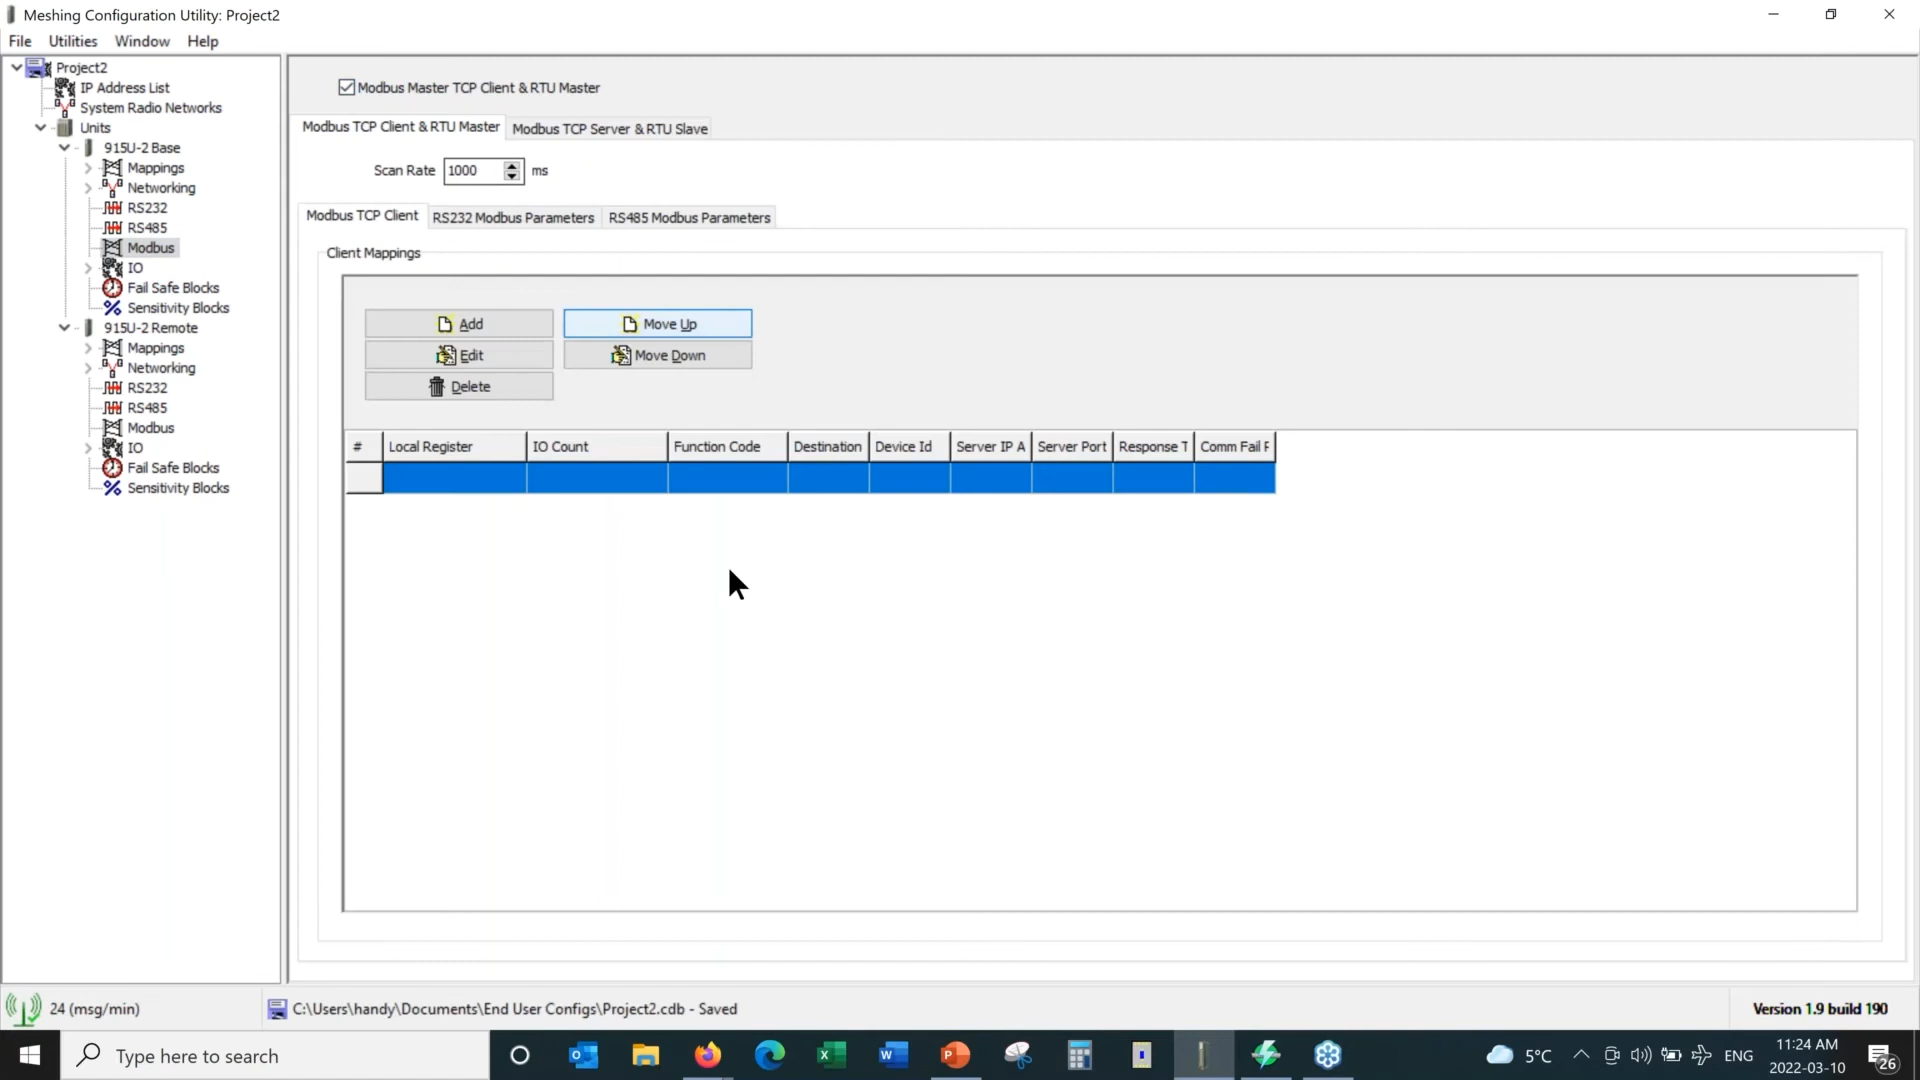 Meshing Configuration Utility: Project2
File Utilities Window Help
Project2
IP Address List
System Radio Networks
Units
915U-2 Base
Mappings
Networking
RS232
RS485
Modbus
IO
Fail Safe Blocks
Sensitivity Blocks
915U-2 Remote
Mappings
Networking
RS232
RS485
Modbus
IO
Fail Safe Blocks
Sensitivity Blocks
Modbus Master TCP Client & RTU Master
Modbus TCP Client & RTU Master Modbus TCP Server & RTU Slave
Scan Rate 1000 ms
Modbus TCP Client RS232 Modbus Parameters RS485 Modbus Parameters
Client Mappings
Add Move Up
Edit Move Down
Delete
# Local Register IO Count Function Code Destination Device Id Server IP A Server Port Response T Comm Fail F
24 (msg/min) C:\Users\handy\Documents\End User Configs\Project2.cdb - Saved Version 1.9 build 190
Type here to search 5°C ENG 11:24 AM
2022-03-10 26